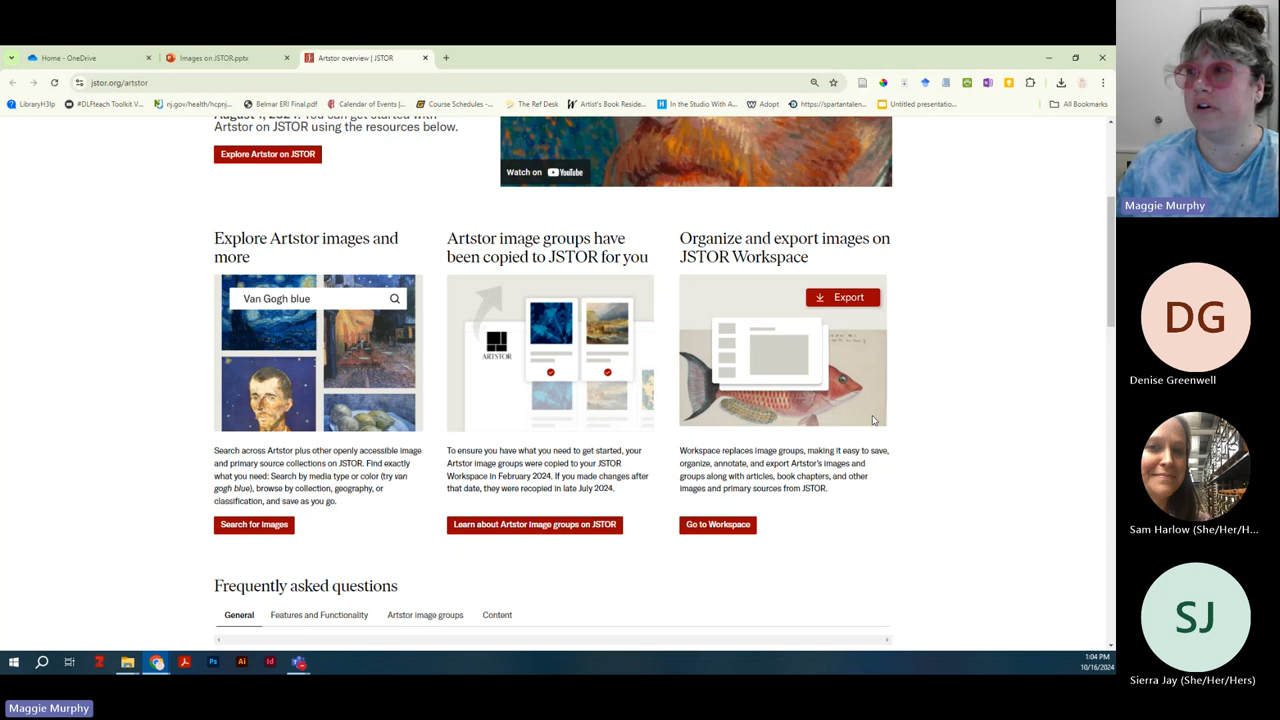 Home - OneDrive
Images on JSTOR.pptx
Artstor overview | JSTOR
jstor.org/artstor
LibraryH3lp
#DLFteach Toolkit V...
nj.gov/health/hcpnj...
Belmar ERI Final.pdf
Calendar of Events |...
Course Schedules -...
The Ref Desk
Artist's Book Reside...
In the Studio With A...
Adopt
https://spartantalen...
Untitled presentatio...
All Bookmarks
Artstor on JSTOR using the resources below.
Explore Artstor on JSTOR
Watch on YouTube
Explore Artstor images and
more
Van Gogh blue
Search across Artstor plus other openly accessible image
and primary source collections on JSTOR. Find exactly
what you need: Search by media type or color (try van
gogh blue), browse by collection, geography, or
classification, and save as you go.
Search for images
Artstor image groups have
been copied to JSTOR for you
ARTSTOR
To ensure you have what you need to get started, your
Artstor image groups were copied to your JSTOR
Workspace in February 2024. If you made changes after
that date, they were recopied in late July 2024.
Learn about Artstor image groups on JSTOR
Organize and export images on
JSTOR Workspace
Export
Workspace replaces image groups, making it easy to save,
organize, annotate, and export Artstor's images and
groups along with articles, book chapters, and other
images and primary sources from JSTOR.
Go to Workspace
Frequently asked questions
General
Features and Functionality
Artstor image groups
Content
Ps
Ai
Id
1:04 PM
10/16/2024
Maggie Murphy
Maggie Murphy
DG
Denise Greenwell
Sam Harlow (She/Her/H...
SJ
Sierra Jay (She/Her/Hers)